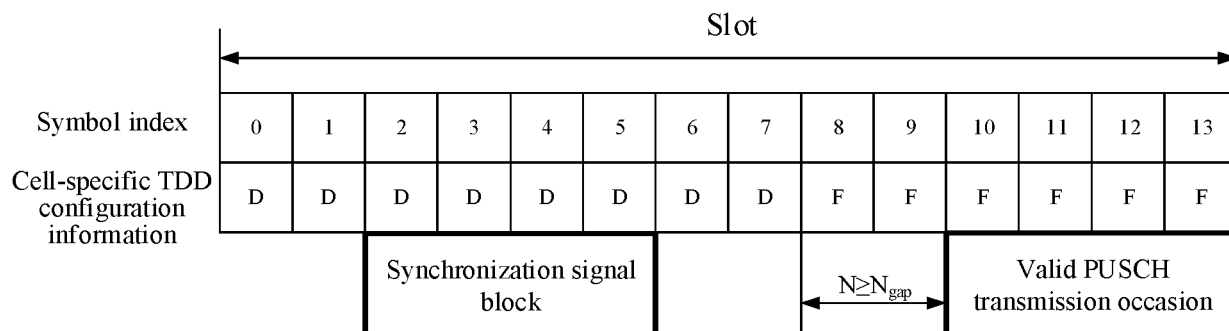 Slot
Symbol index 0 1 2 3 4 5 6 7 8 9 10 11 12 13
Cell-specific TDD
configuration
information
D D D D D D D D F F F F F F
Synchronization signal
block
N≥Ngap
Valid PUSCH
transmission occasion